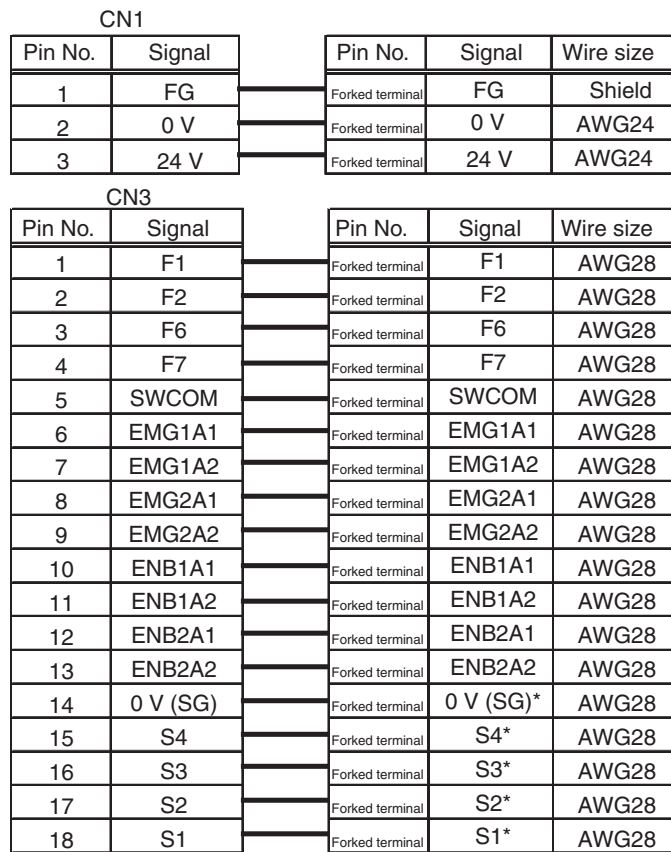 CN1
Pin No. Signal Pin No. Signal Wire size
1 FG Forked terminal FG Shield
2 0 V Forked terminal 0 V AWG24
3 24 V Forked terminal 24 V AWG24
CN3
Pin No. Signal Pin No. Signal Wire size
1 F1 Forked terminal F1 AWG28
2 F2 Forked terminal F2 AWG28
3 F6 Forked terminal F6 AWG28
4 F7 Forked terminal F7 AWG28
5 SWCOM Forked terminal SWCOM AWG28
6 EMG1A1 Forked terminal EMG1A1 AWG28
7 EMG1A2 Forked terminal EMG1A2 AWG28
8 EMG2A1 Forked terminal EMG2A1 AWG28
9 EMG2A2 Forked terminal EMG2A2 AWG28
10 ENB1A1 Forked terminal ENB1A1 AWG28
11 ENB1A2 Forked terminal ENB1A2 AWG28
12 ENB2A1 Forked terminal ENB2A1 AWG28
13 ENB2A2 Forked terminal ENB2A2 AWG28
14 0 V (SG) Forked terminal 0 V (SG)* AWG28
15 S4 Forked terminal S4* AWG28
16 S3 Forked terminal S3* AWG28
17 S2 Forked terminal S2* AWG28
18 S1 Forked terminal S1* AWG28